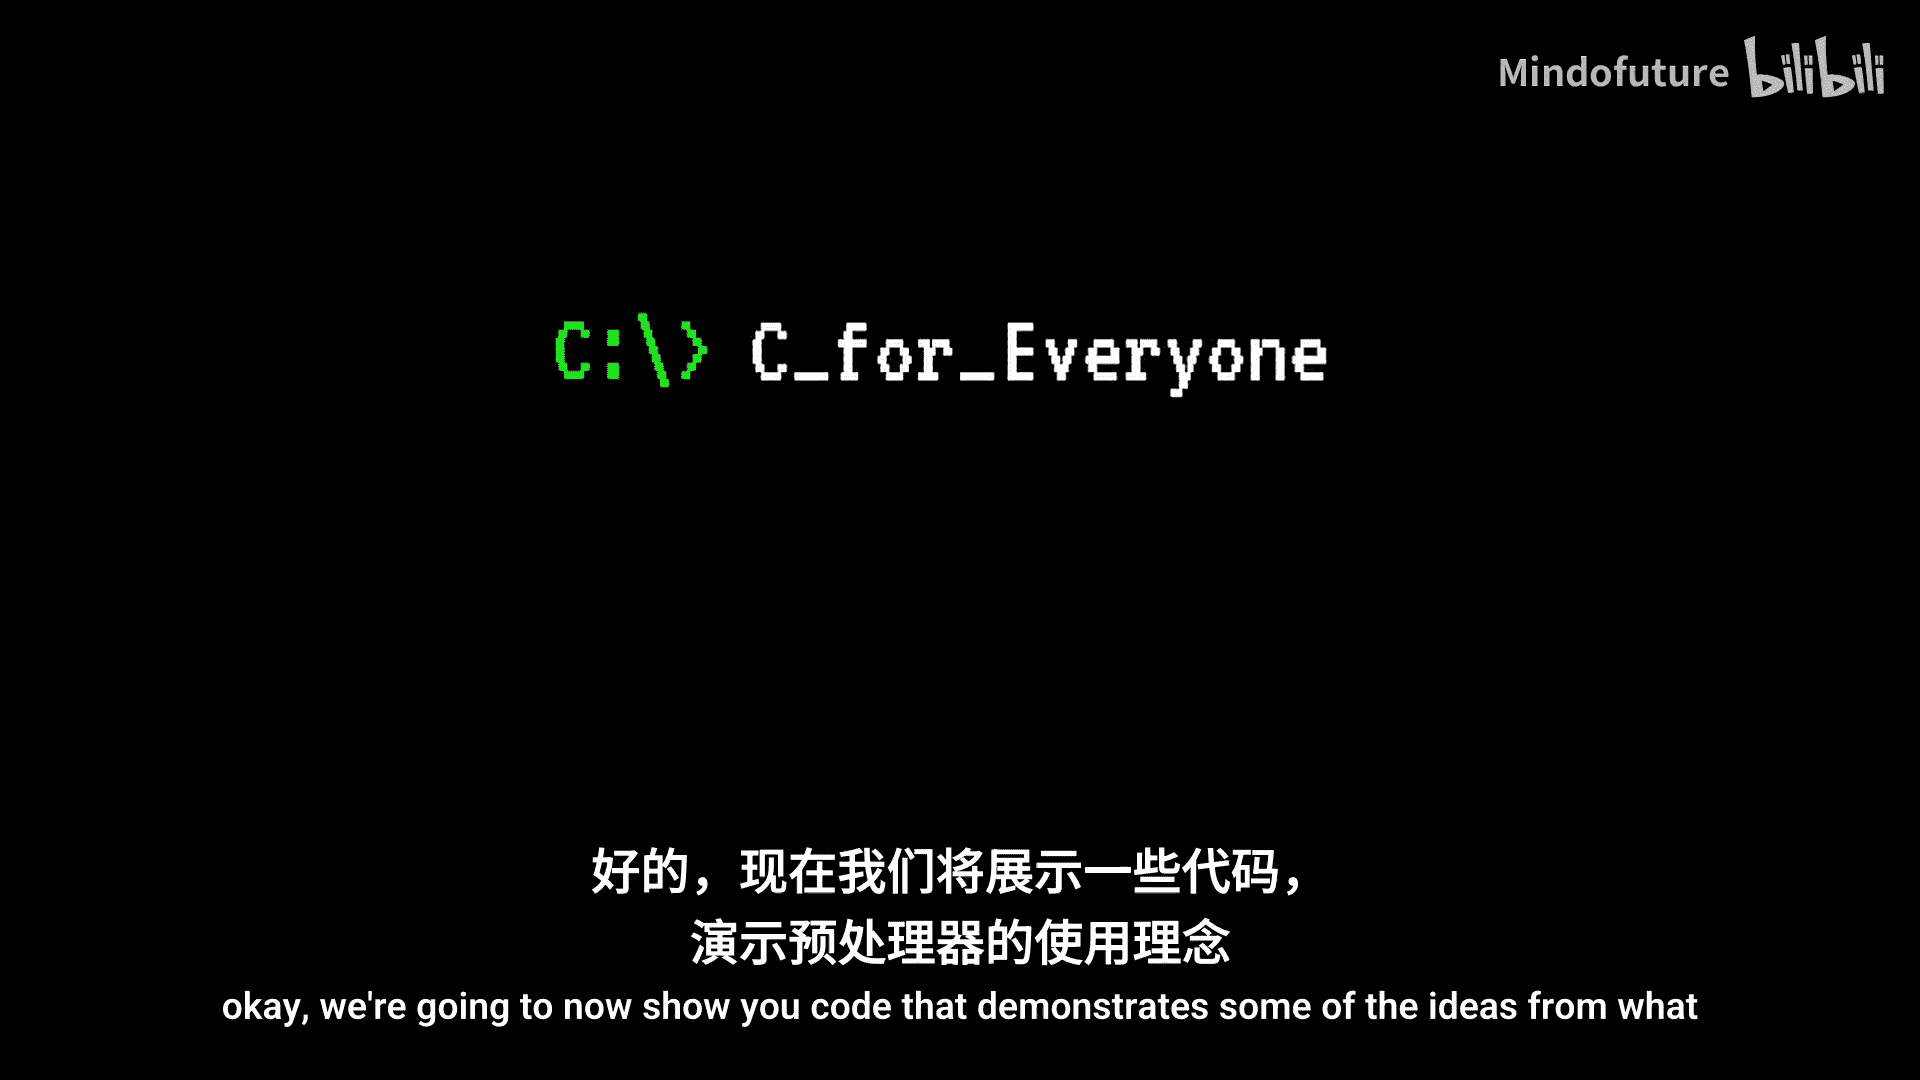 Mindofuture bilibili
C:\> C_for_Everyone
好的，现在我们将展示一些代码，
演示预处理器的使用理念
okay, we're going to now show you code that demonstrates some of the ideas from what